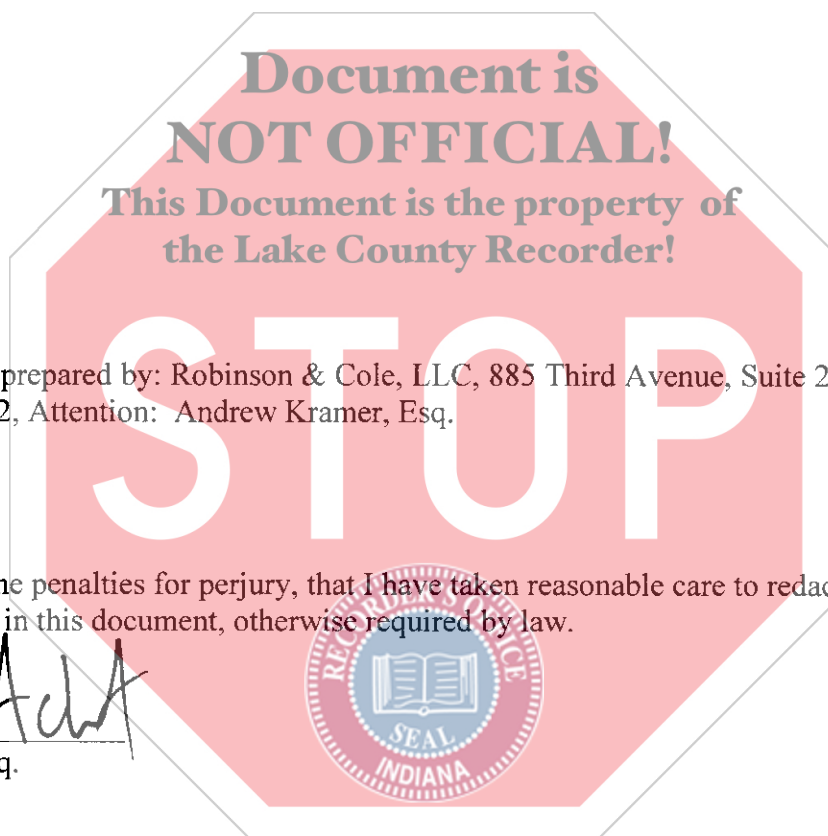 Document is
NOT OFFICIAL!
This Document is the property of
the Lake County Recorder!
STOP
prepared by: Robinson & Cole, LLC, 885 Third Avenue, Suite 2
2, Attention: Andrew Kramer, Esq.
he penalties for perjury, that I have taken reasonable care to redac
in this document, otherwise required by law.
q.
RECORDER'S OFFICE
SEAL
INDIANA